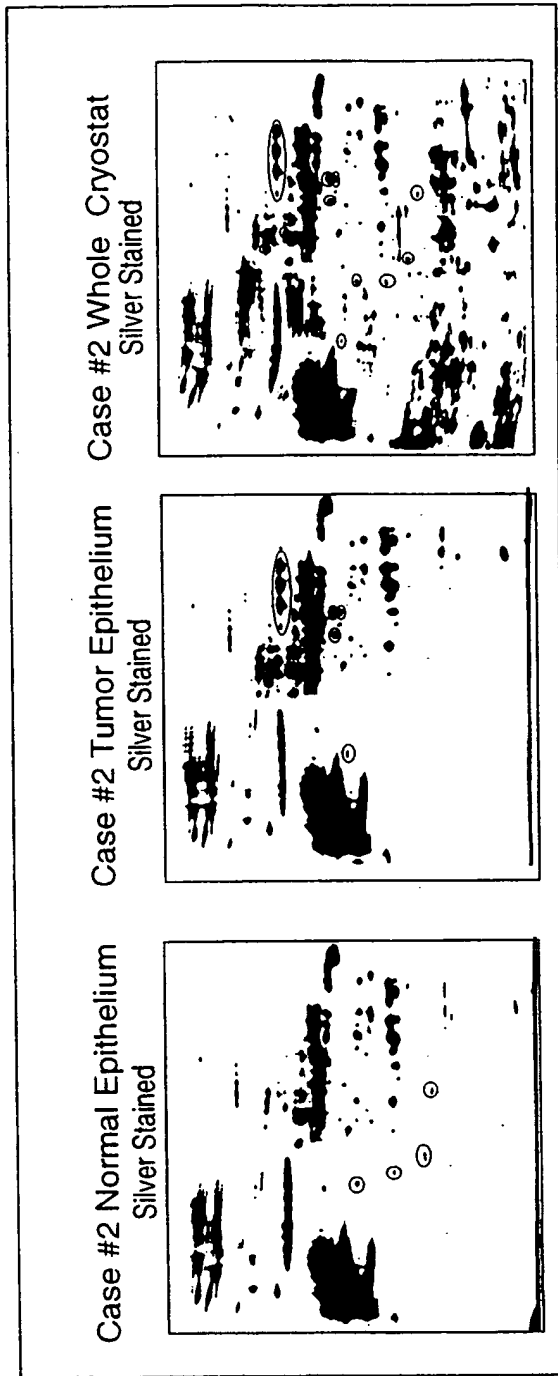 Case #2 Normal Epithelium
Silver Stained
Case #2 Tumor Epithelium
Silver Stained
Case #2 Whole Cryostat
Silver Stained